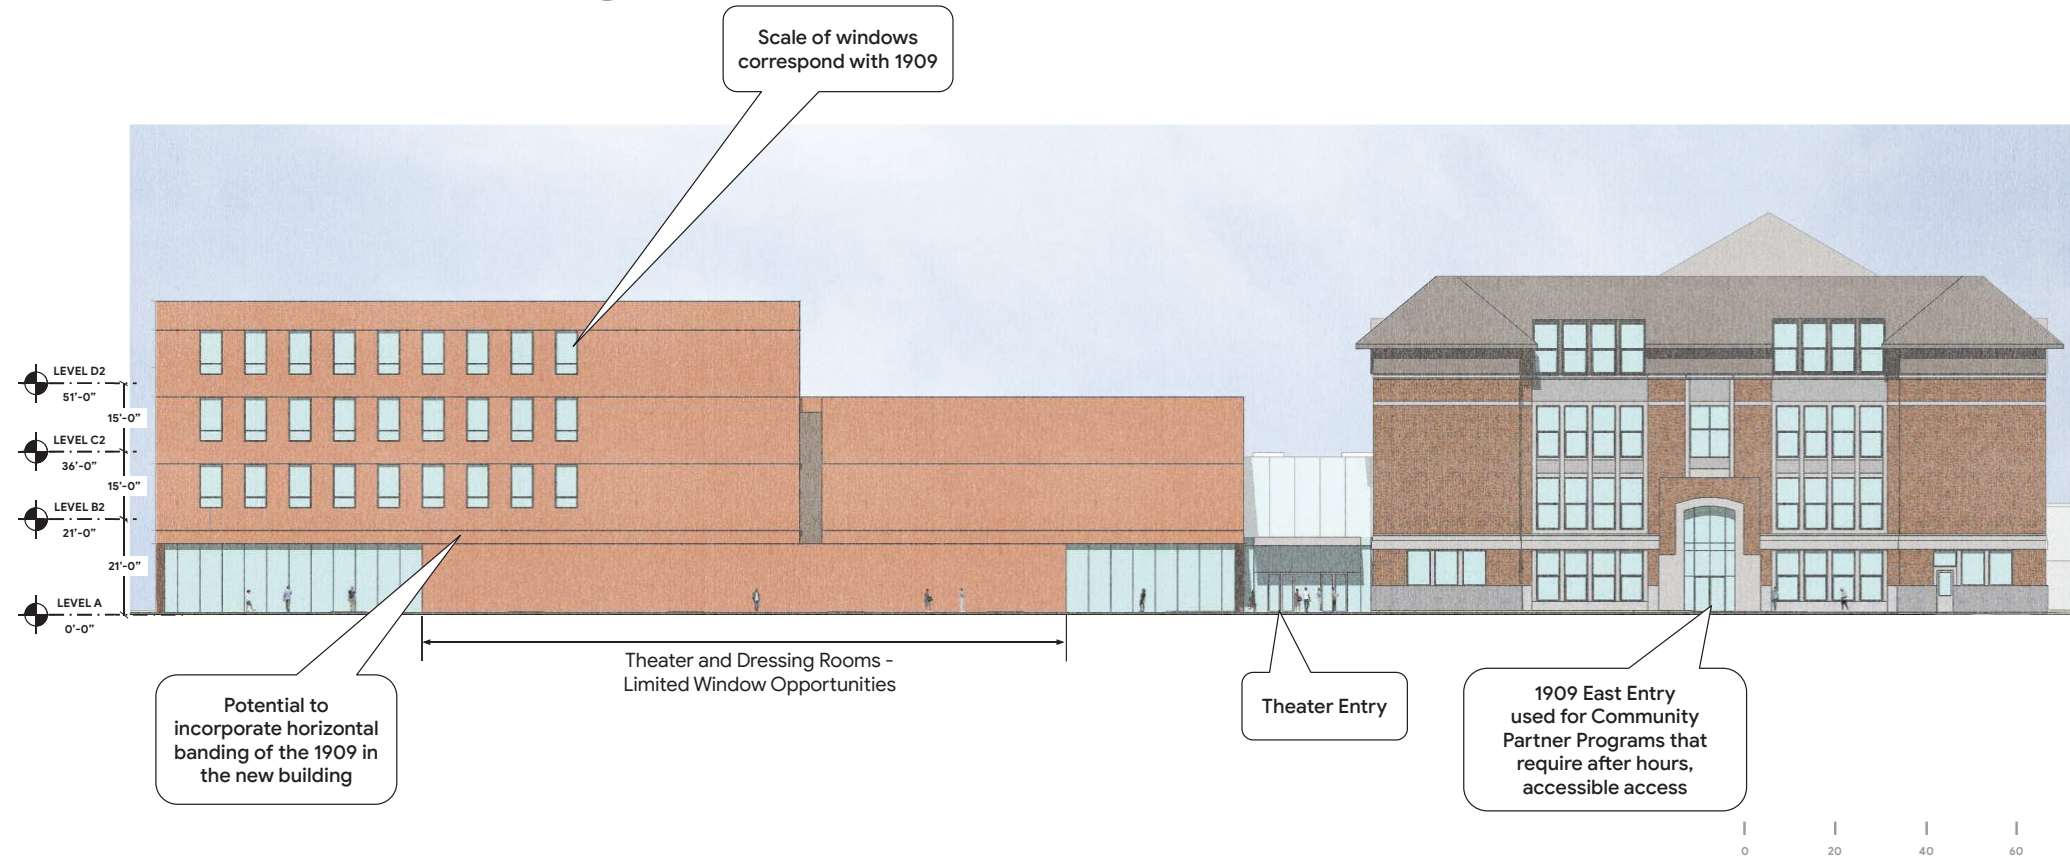 Scale of windows
correspond with 1909
LEVEL D2
51'-0"
15'-0"
LEVEL C2
36'-0"
15'-0"
LEVEL B2
21'-0"
21'-0"
LEVEL A
0'-0"
Theater and Dressing Rooms -
Limited Window Opportunities
Potential to
incorporate horizontal
banding of the 1909 in
the new building
Theater Entry
1909 East Entry
used for Community
Partner Programs that
require after hours,
accessible access
0 20 40 60